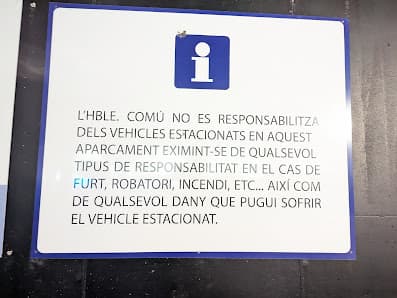 i
L'HBLE. COMÚ NO ES RESPONSABILITZA
DELS VEHICLES ESTACIONATS EN AQUEST
APARCAMENT EXIMINT-SE DE QUALSEVOL
TIPUS DE RESPONSABILITAT EN EL CAS DE
FURT, ROBATORI, INCENDI, ETC... AIXÍ COM
DE QUALSEVOL DANY QUE PUGUI SOFRIR
EL VEHICLE ESTACIONAT.